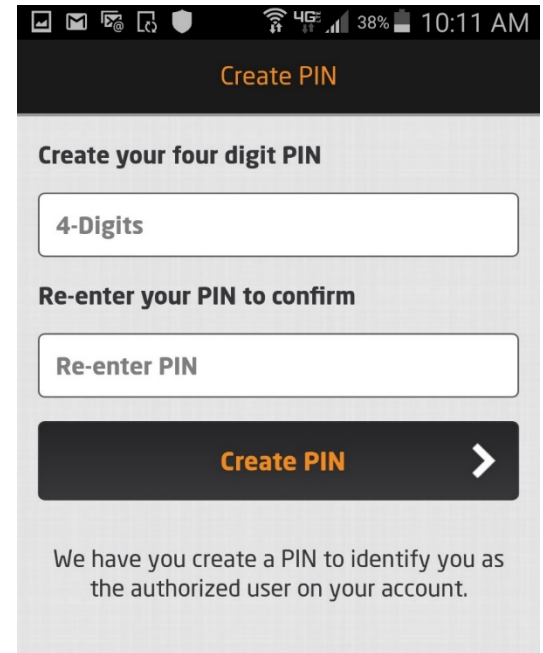 4GE 38% 10:11 AM
Create PIN
Create your four digit PIN
4-Digits
Re-enter your PIN to confirm
Re-enter PIN
Create PIN
We have you create a PIN to identify you as
the authorized user on your account.